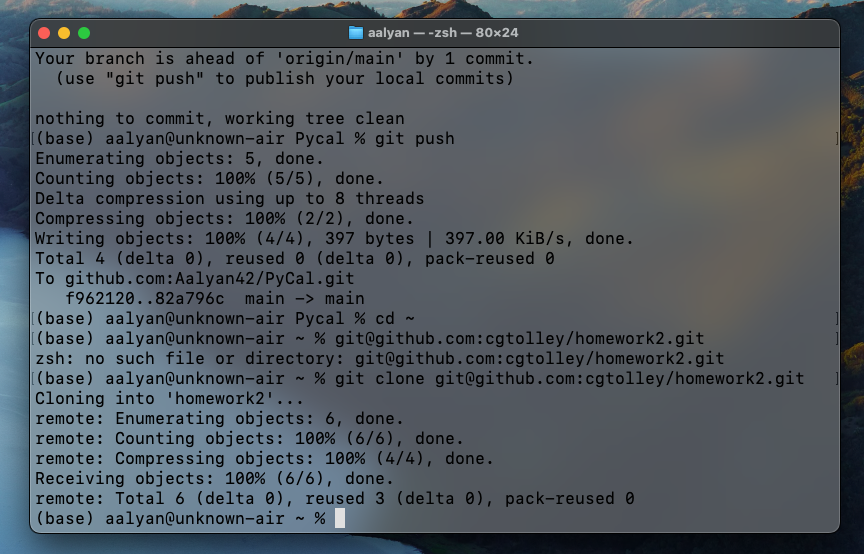 aalyan — -zsh — 80×24
Your branch is ahead of 'origin/main' by 1 commit.
  (use "git push" to publish your local commits)
nothing to commit, working tree clean
[(base) aalyan@unknown-air Pycal % git push ]
Enumerating objects: 5, done.
Counting objects: 100% (5/5), done.
Delta compression using up to 8 threads
Compressing objects: 100% (2/2), done.
Writing objects: 100% (4/4), 397 bytes | 397.00 KiB/s, done.
Total 4 (delta 0), reused 0 (delta 0), pack-reused 0
To github.com:Aalyan42/PyCal.git
   f962120..82a796c  main -> main
[(base) aalyan@unknown-air Pycal % cd ~ ]
[(base) aalyan@unknown-air ~ % git@github.com:cgtolley/homework2.git ]
zsh: no such file or directory: git@github.com:cgtolley/homework2.git
[(base) aalyan@unknown-air ~ % git clone git@github.com:cgtolley/homework2.git ]
Cloning into 'homework2'...
remote: Enumerating objects: 6, done.
remote: Counting objects: 100% (6/6), done.
remote: Compressing objects: 100% (4/4), done.
Receiving objects: 100% (6/6), done.
remote: Total 6 (delta 0), reused 3 (delta 0), pack-reused 0
(base) aalyan@unknown-air ~ %